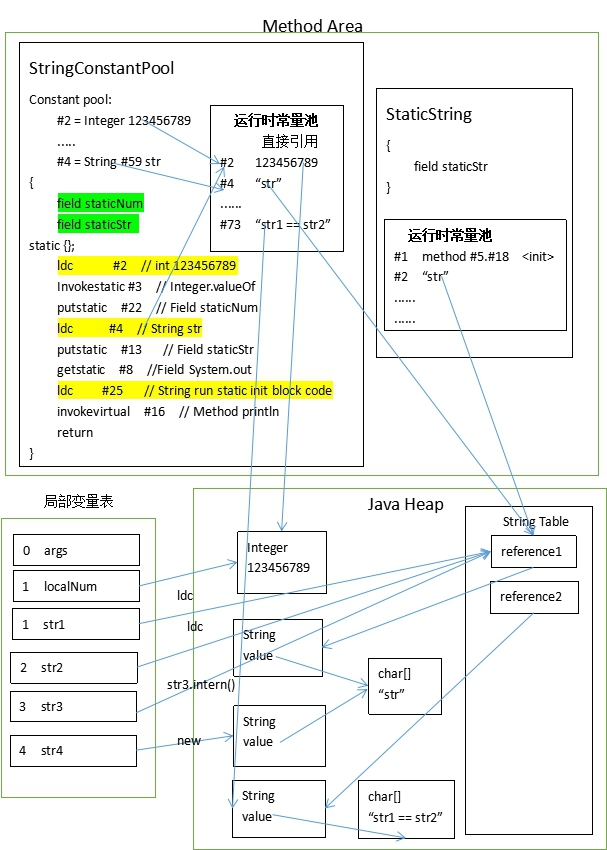 Method Area
StringConstantPool
Constant pool:
#2 = Integer 123456789
.....
#4 = String #59 str
{
field staticNum
field staticStr
static {};
ldc #2 // int 123456789
Invokestatic #3 // Integer.valueOf
putstatic #22 // Field staticNum
ldc #4 // String str
putstatic #13 // Field staticStr
getstatic #8 //Field System.out
ldc #25 // String run static init block code
invokevirtual #16 // Method println
return
}
运行时常量池
直接引用
#2 123456789
#4 “str”
......
#73 “str1 == str2”
StaticString
{
field staticStr
}
运行时常量池
#1 method #5.#18 <init>
#2 “str”
......
......
局部变量表
0 args
1 localNum
1 str1
2 str2
3 str3
4 str4
ldc
ldc
str3.intern()
new
Java Heap
Integer
123456789
String
value
String
value
String
value
char[]
“str”
char[]
“str1 == str2”
String Table
reference1
reference2